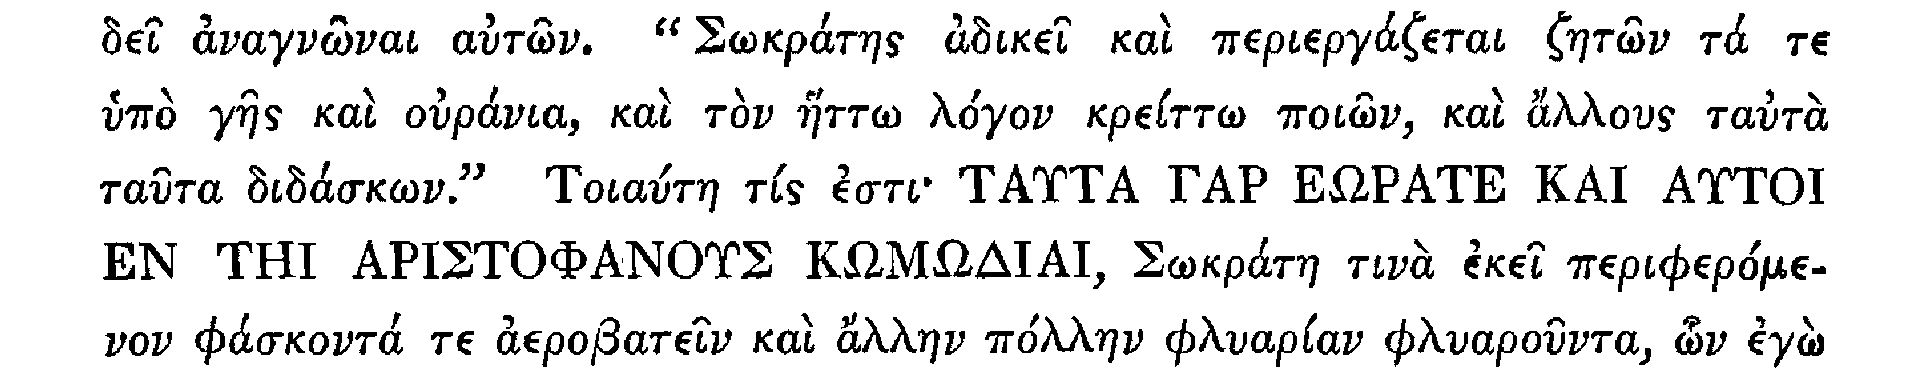 δεῖ ἀναγνῶναι αὐτῶν. “Σωκράτης ἀδικεῖ καὶ περιεργάζεται ζητῶν τά τε
ὑπὸ γῆς καὶ οὐράνια, καὶ τὸν ἥττω λόγον κρείττω ποιῶν, καὶ ἄλλους ταὐτὰ
ταῦτα διδάσκων.” Τοιαύτη τίς ἐστι· ΤΑΥΤΑ ΓΑΡ ΕΩΡΑΤΕ ΚΑΙ ΑΥΤΟΙ
ΕΝ ΤΗΙ ΑΡΙΣΤΟΦΑΝΟΥΣ ΚΩΜΩΔΙΑΙ, Σωκράτη τινὰ ἐκεῖ περιφερόμε-
νον φάσκοντά τε ἀεροβατεῖν καὶ ἄλλην πόλλην φλυαρίαν φλυαροῦντα, ὧν ἐγὼ